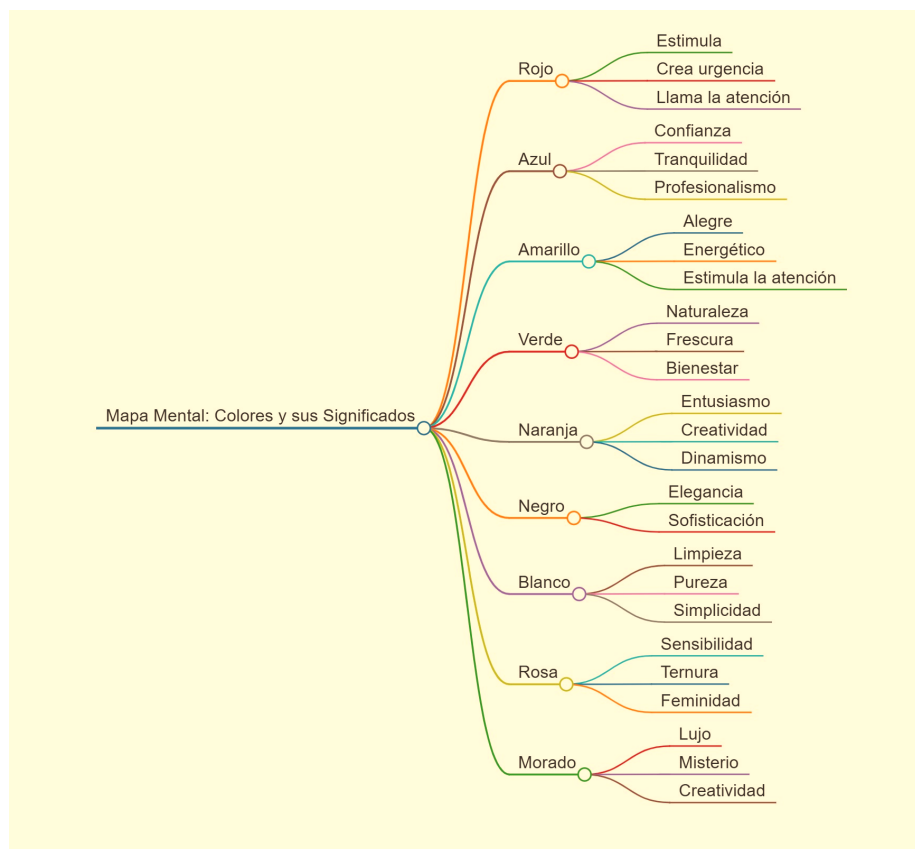 Mapa Mental: Colores y sus Significados
Rojo
Estimula
Crea urgencia
Llama la atención
Azul
Confianza
Tranquilidad
Profesionalismo
Amarillo
Alegre
Energético
Estimula la atención
Verde
Naturaleza
Frescura
Bienestar
Naranja
Entusiasmo
Creatividad
Dinamismo
Negro
Elegancia
Sofisticación
Blanco
Limpieza
Pureza
Simplicidad
Rosa
Sensibilidad
Ternura
Feminidad
Morado
Lujo
Misterio
Creatividad